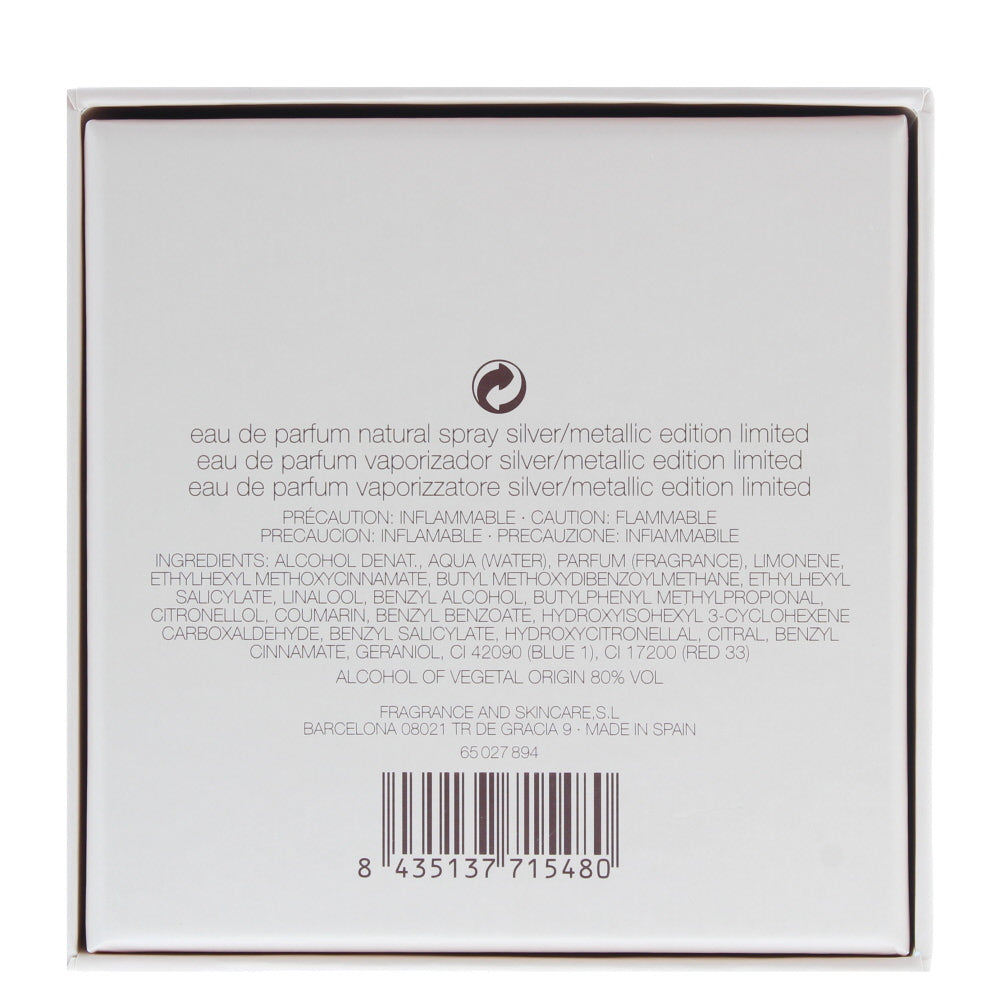 eau de parfum natural spray silver/metallic edition limited
eau de parfum vaporizador silver/metallic edition limited
eau de parfum vaporizzatore silver/metallic edition limited
PRÉCAUTION: INFLAMMABLE · CAUTION: FLAMMABLE
PRECAUCION: INFLAMABLE · PRECAUZIONE: INFIAMMABILE
INGREDIENTS: ALCOHOL DENAT., AQUA (WATER), PARFUM (FRAGRANCE), LIMONENE,
ETHYLHEXYL METHOXYCINNAMATE, BUTYL METHOXYDIBENZOYLMETHANE, ETHYLHEXYL
SALICYLATE, LINALOOL, BENZYL ALCOHOL, BUTYLPHENYL METHYLPROPIONAL,
CITRONELLOL, COUMARIN, BENZYL BENZOATE, HYDROXYISOHEXYL 3-CYCLOHEXENE
CARBOXALDEHYDE, BENZYL SALICYLATE, HYDROXYCITRONELLAL, CITRAL, BENZYL
CINNAMATE, GERANIOL, CI 42090 (BLUE 1), CI 17200 (RED 33)
ALCOHOL OF VEGETAL ORIGIN 80% VOL
FRAGRANCE AND SKINCARE,S.L
BARCELONA 08021 TR DE GRACIA 9 · MADE IN SPAIN
65 027 894
8 435137 715480